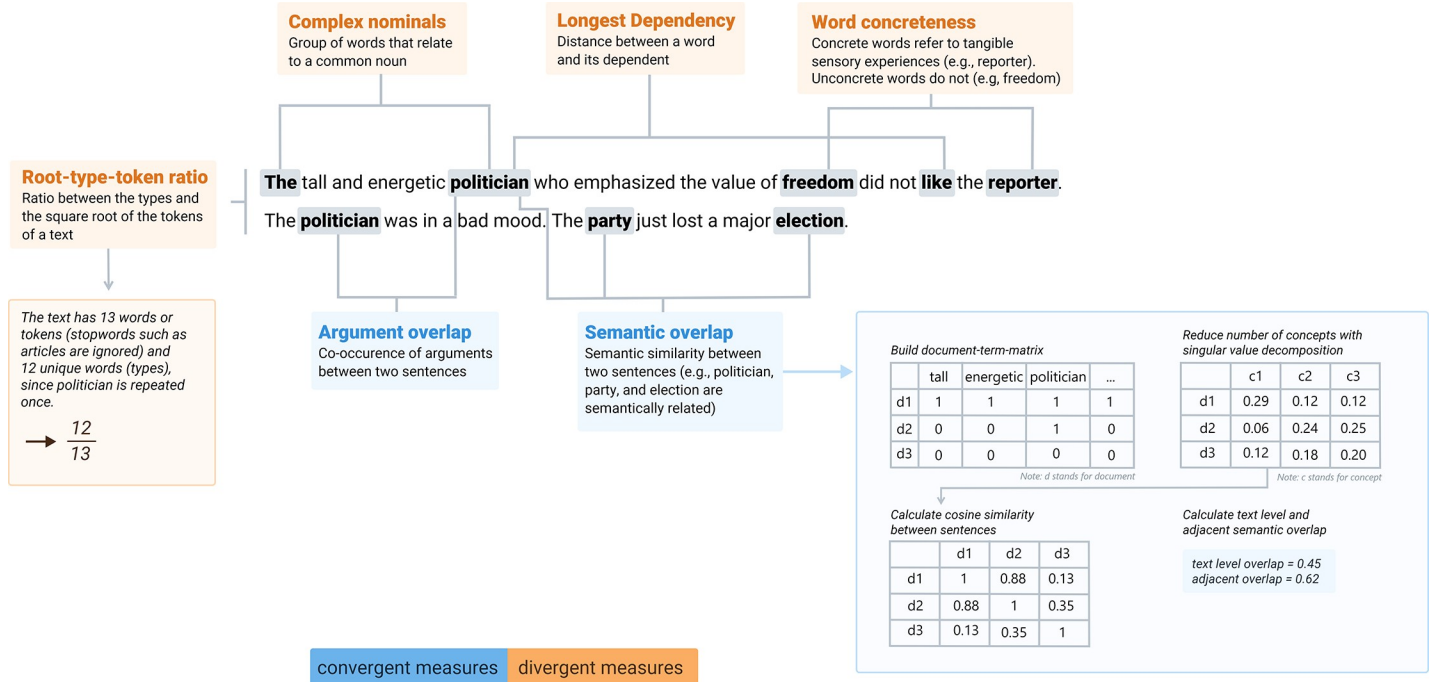 Complex nominals
Group of words that relate
to a common noun
Longest Dependency
Distance between a word
and its dependent
Word concreteness
Concrete words refer to tangible
sensory experiences (e.g., reporter).
Unconcrete words do not (e.g, freedom)
Root-type-token ratio
Ratio between the types and
the square root of the tokens
of a text
The tall and energetic politician who emphasized the value of freedom did not like the reporter.
The politician was in a bad mood. The party just lost a major election.
The text has 13 words or
tokens (stopwords such as
articles are ignored) and
12 unique words (types),
since politician is repeated
once.
12
13
Argument overlap
Co-occurence of arguments
between two sentences
Semantic overlap
Semantic similarity between
two sentences (e.g., politician,
party, and election are
semantically related)
Build document-term-matrix
tall energetic politician ...
d1 1 1 1 1
d2 0 0 1 0
d3 0 0 0 0
Note: d stands for document
Reduce number of concepts with
singular value decomposition
c1 c2 c3
d1 0.29 0.12 0.12
d2 0.06 0.24 0.25
d3 0.12 0.18 0.20
Note: c stands for concept
Calculate cosine similarity
between sentences
d1 d2 d3
d1 1 0.88 0.13
d2 0.88 1 0.35
d3 0.13 0.35 1
Calculate text level and
adjacent semantic overlap
text level overlap = 0.45
adjacent overlap = 0.62
convergent measures divergent measures